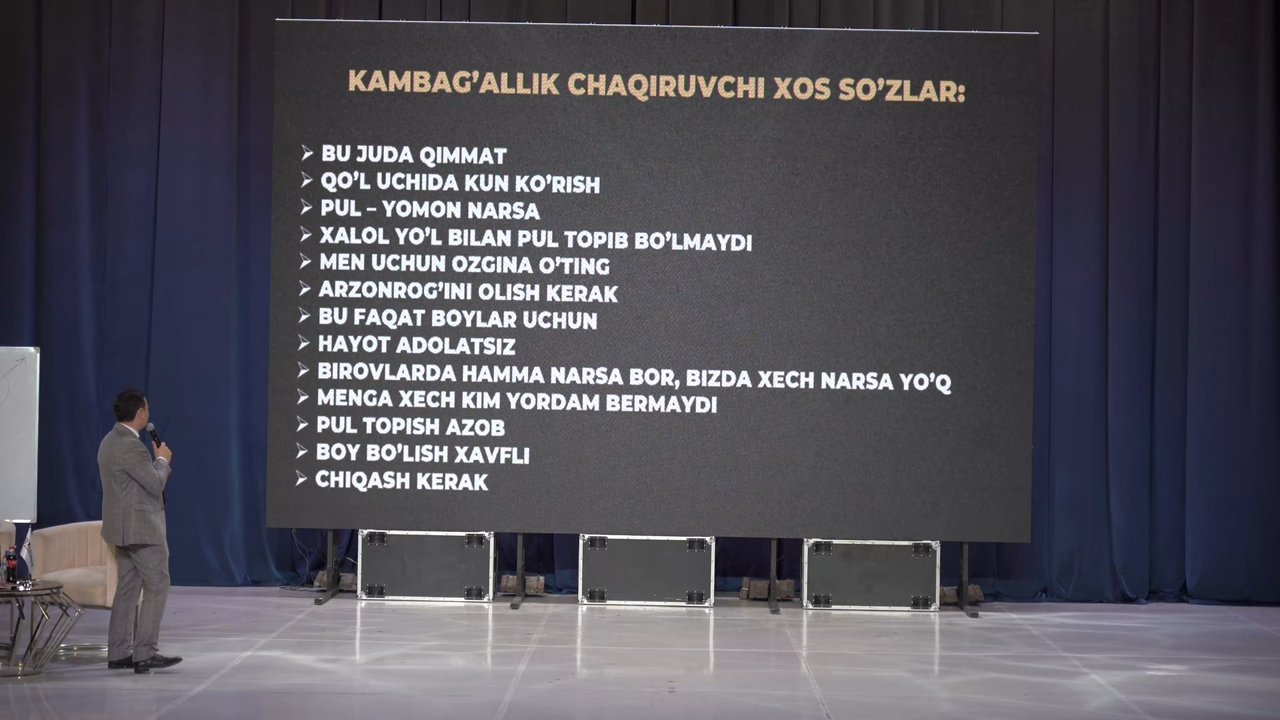 KAMBAG'ALLIK CHAQIRUVCHI XOS SO'ZLAR:
➢ BU JUDA QIMMAT
➢ QO'L UCHIDA KUN KO'RISH
➢ PUL – YOMON NARSA
➢ XALOL YO'L BILAN PUL TOPIB BO'LMAYDI
➢ MEN UCHUN OZGINA O'TING
➢ ARZONROG'INI OLISH KERAK
➢ BU FAQAT BOYLAR UCHUN
➢ HAYOT ADOLATSIZ
➢ BIROVLARDA HAMMA NARSA BOR, BIZDA XECH NARSA YO'Q
➢ MENGA XECH KIM YORDAM BERMAYDI
➢ PUL TOPISH AZOB
➢ BOY BO'LISH XAVFLI
➢ CHIQASH KERAK